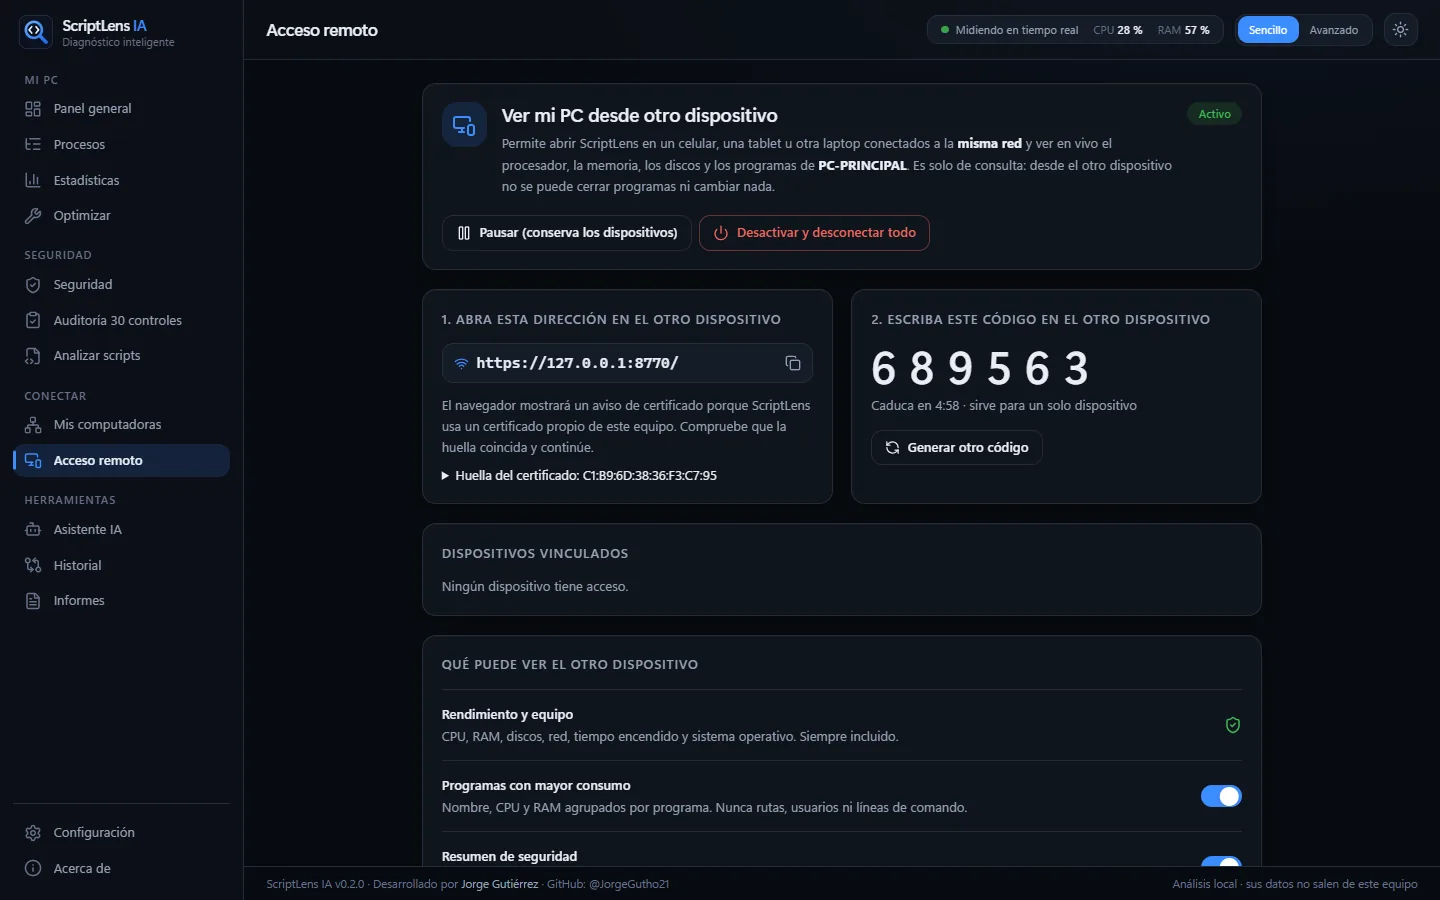 ScriptLens IA
Diagnóstico inteligente
MI PC
Panel general
Procesos
Estadísticas
Optimizar
SEGURIDAD
Seguridad
Auditoría 30 controles
Analizar scripts
CONECTAR
Mis computadoras
Acceso remoto
HERRAMIENTAS
Asistente IA
Historial
Informes
Configuración
Acerca de
Acceso remoto
Midiendo en tiempo real CPU 28 % RAM 57 %
Sencillo Avanzado
Ver mi PC desde otro dispositivo
Activo
Permite abrir ScriptLens en un celular, una tablet u otra laptop conectados a la misma red y ver en vivo el
procesador, la memoria, los discos y los programas de PC-PRINCIPAL. Es solo de consulta: desde el otro dispositivo
no se puede cerrar programas ni cambiar nada.
Pausar (conserva los dispositivos)
Desactivar y desconectar todo
1. ABRA ESTA DIRECCIÓN EN EL OTRO DISPOSITIVO
https://127.0.0.1:8770/
El navegador mostrará un aviso de certificado porque ScriptLens
usa un certificado propio de este equipo. Compruebe que la
huella coincida y continúe.
Huella del certificado: C1:B9:6D:38:36:F3:C7:95
2. ESCRIBA ESTE CÓDIGO EN EL OTRO DISPOSITIVO
689563
Caduca en 4:58 · sirve para un solo dispositivo
Generar otro código
DISPOSITIVOS VINCULADOS
Ningún dispositivo tiene acceso.
QUÉ PUEDE VER EL OTRO DISPOSITIVO
Rendimiento y equipo
CPU, RAM, discos, red, tiempo encendido y sistema operativo. Siempre incluido.
Programas con mayor consumo
Nombre, CPU y RAM agrupados por programa. Nunca rutas, usuarios ni líneas de comando.
Resumen de seguridad
ScriptLens IA v0.2.0 · Desarrollado por Jorge Gutiérrez · GitHub: @JorgeGutho21
Análisis local · sus datos no salen de este equipo